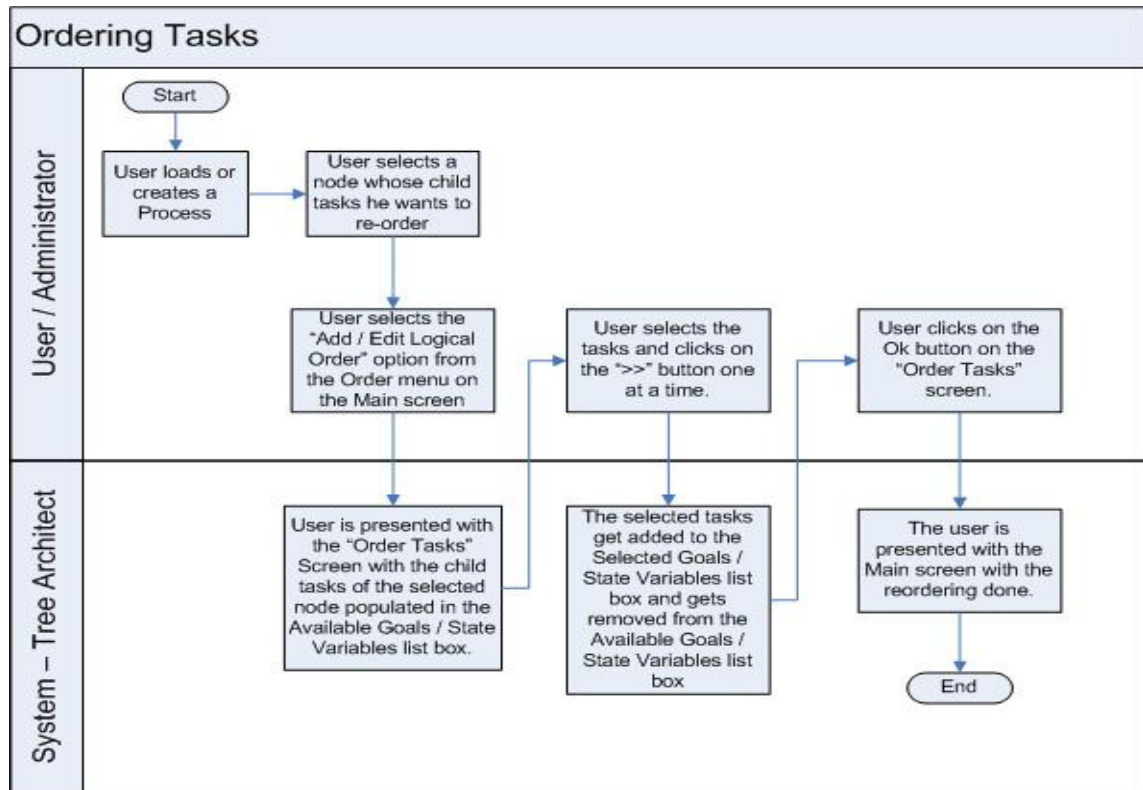 Ordering Tasks
User / Administrator
Start
User loads or
creates a
Process
User selects a
node whose child
tasks he wants to
re-order
User selects the
“Add / Edit Logical
Order” option from
the Order menu on
the Main screen
User selects the
tasks and clicks on
the “>>” button one
at a time.
User clicks on the
Ok button on the
“Order Tasks”
screen.
System – Tree Architect
User is presented with
the “Order Tasks”
Screen with the child
tasks of the selected
node populated in the
Available Goals / State
Variables list box.
The selected tasks
get added to the
Selected Goals /
State Variables list
box and gets
removed from the
Available Goals /
State Variables list
box
The user is
presented with the
Main screen with the
reordering done.
End